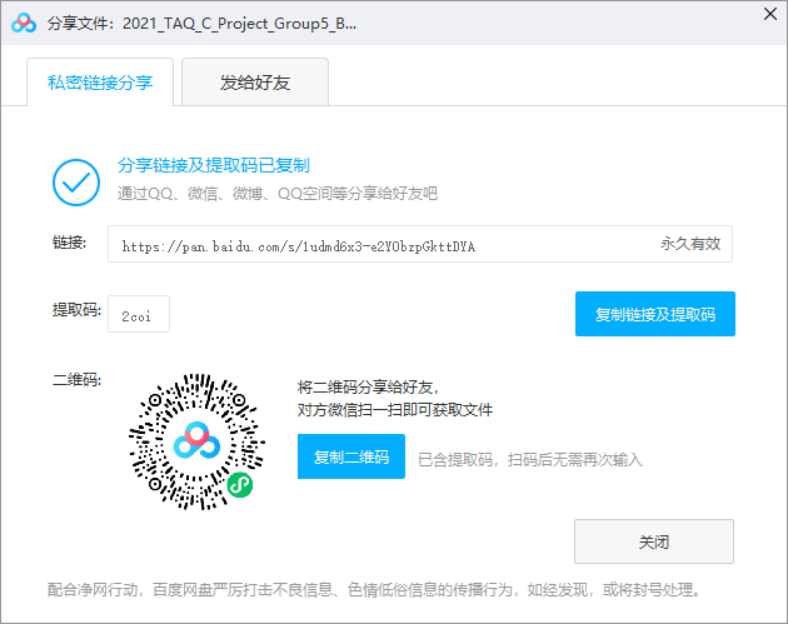 分享文件：2021_TAQ_C_Project_Group5_B...
私密链接分享
发给好友
分享链接及提取码已复制
通过QQ、微信、微博、QQ空间等分享给好友吧
链接:
https://pan.baidu.com/s/1udmd6x3-e2YObzpGkttDYA
永久有效
提取码:
2coi
复制链接及提取码
二维码:
将二维码分享给好友，
对方微信扫一扫即可获取文件
复制二维码
已含提取码，扫码后无需再次输入
关闭
配合净网行动，百度网盘严厉打击不良信息、色情低俗信息的传播行为，如经发现，或将封号处理。